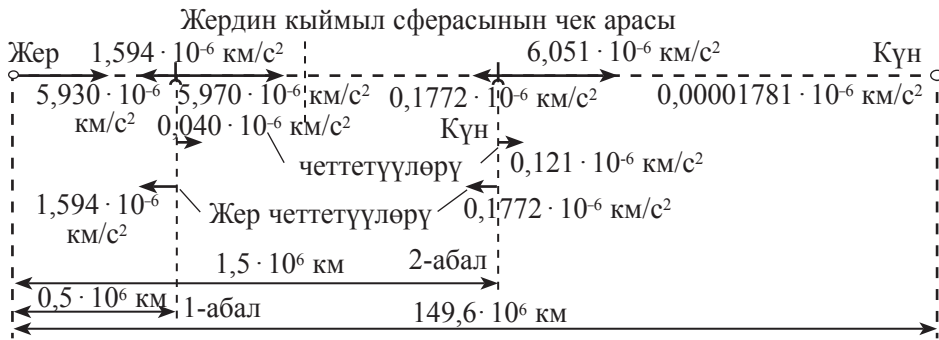 Жердин кыймыл сферасынын чек арасы
Жер 1,594 · 10⁻⁶ км/с² 6,051 · 10⁻⁶ км/с² Күн
5,930 · 10⁻⁶ км/с²
5,970 · 10⁻⁶ км/с²
0,1772 · 10⁻⁶ км/с²
0,00001781 · 10⁻⁶ км/с²
0,040 · 10⁻⁶ км/с²
Күн
четтетүүлөрү
0,121 · 10⁻⁶ км/с²
1,594 · 10⁻⁶
км/с²
Жер четтетүүлөрү
0,1772 · 10⁻⁶ км/с²
1,5 · 10⁶ км
2-абал
0,5 · 10⁶ км
1-абал
149,6 · 10⁶ км